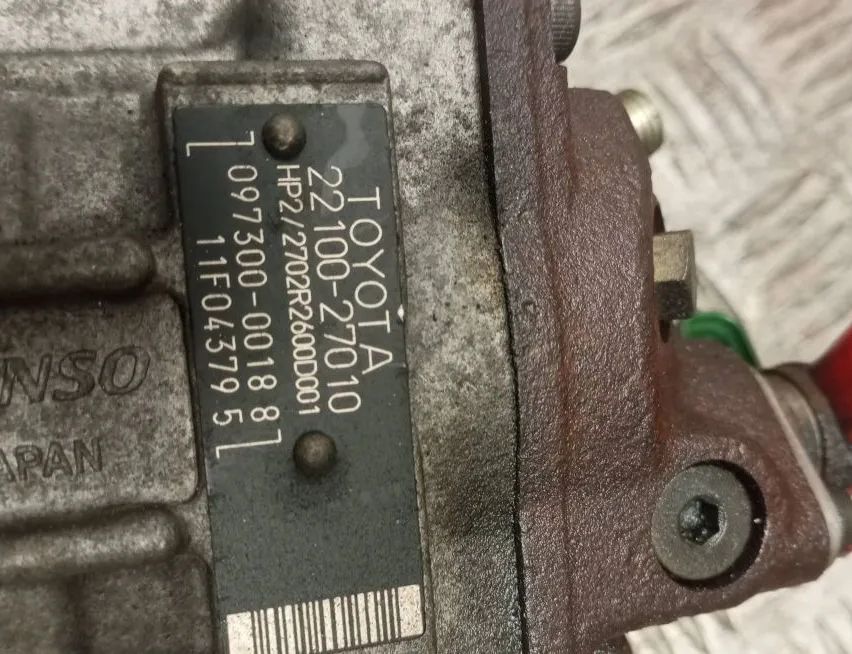 TOYOTA
22100-27010
HP2/2702R2600D001
097300-0018 8
11F04379 5
NSO
APAN